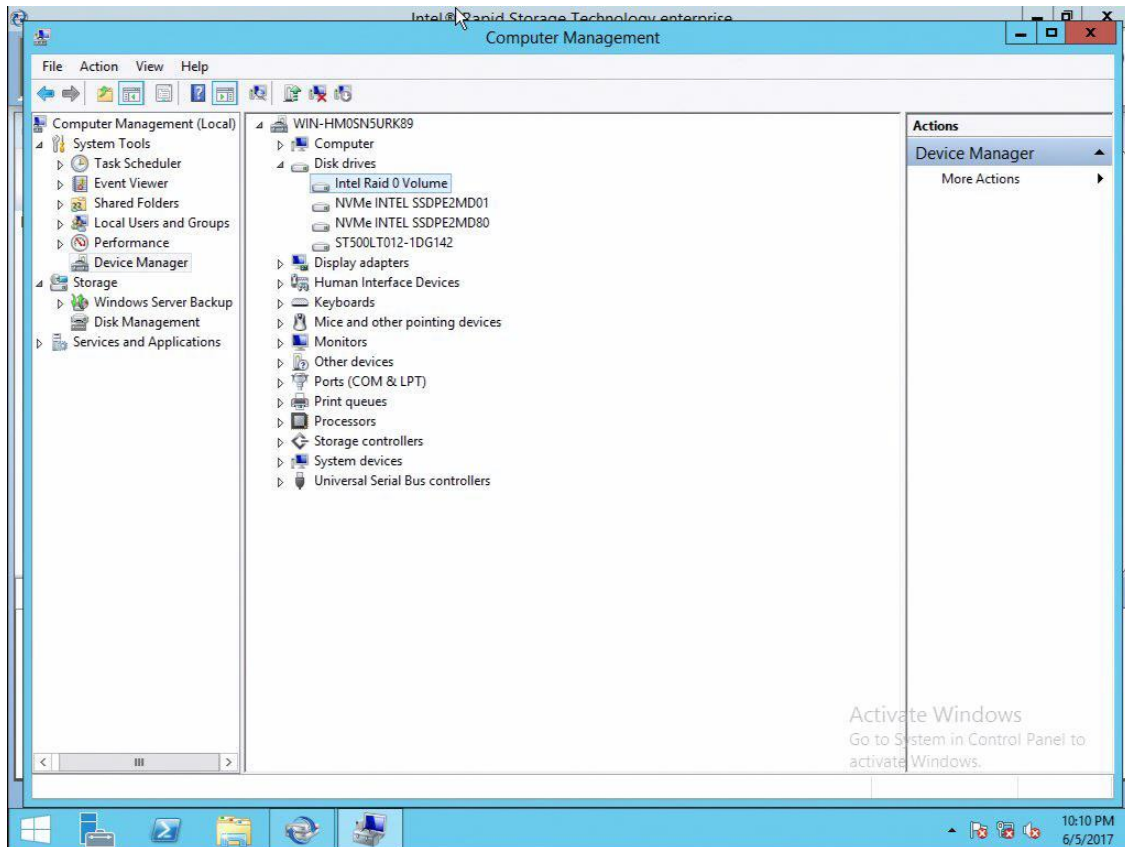 Intel® Rapid Storage Technology enterprise
Computer Management
File Action View Help
Computer Management (Local)
System Tools
Task Scheduler
Event Viewer
Shared Folders
Local Users and Groups
Performance
Device Manager
Storage
Windows Server Backup
Disk Management
Services and Applications
WIN-HM0SN5URK89
Computer
Disk drives
Intel Raid 0 Volume
NVMe INTEL SSDPE2MD01
NVMe INTEL SSDPE2MD80
ST500LT012-1DG142
Display adapters
Human Interface Devices
Keyboards
Mice and other pointing devices
Monitors
Other devices
Ports (COM & LPT)
Print queues
Processors
Storage controllers
System devices
Universal Serial Bus controllers
Actions
Device Manager
More Actions
Activate Windows
Go to System in Control Panel to
activate Windows.
10:10 PM
6/5/2017